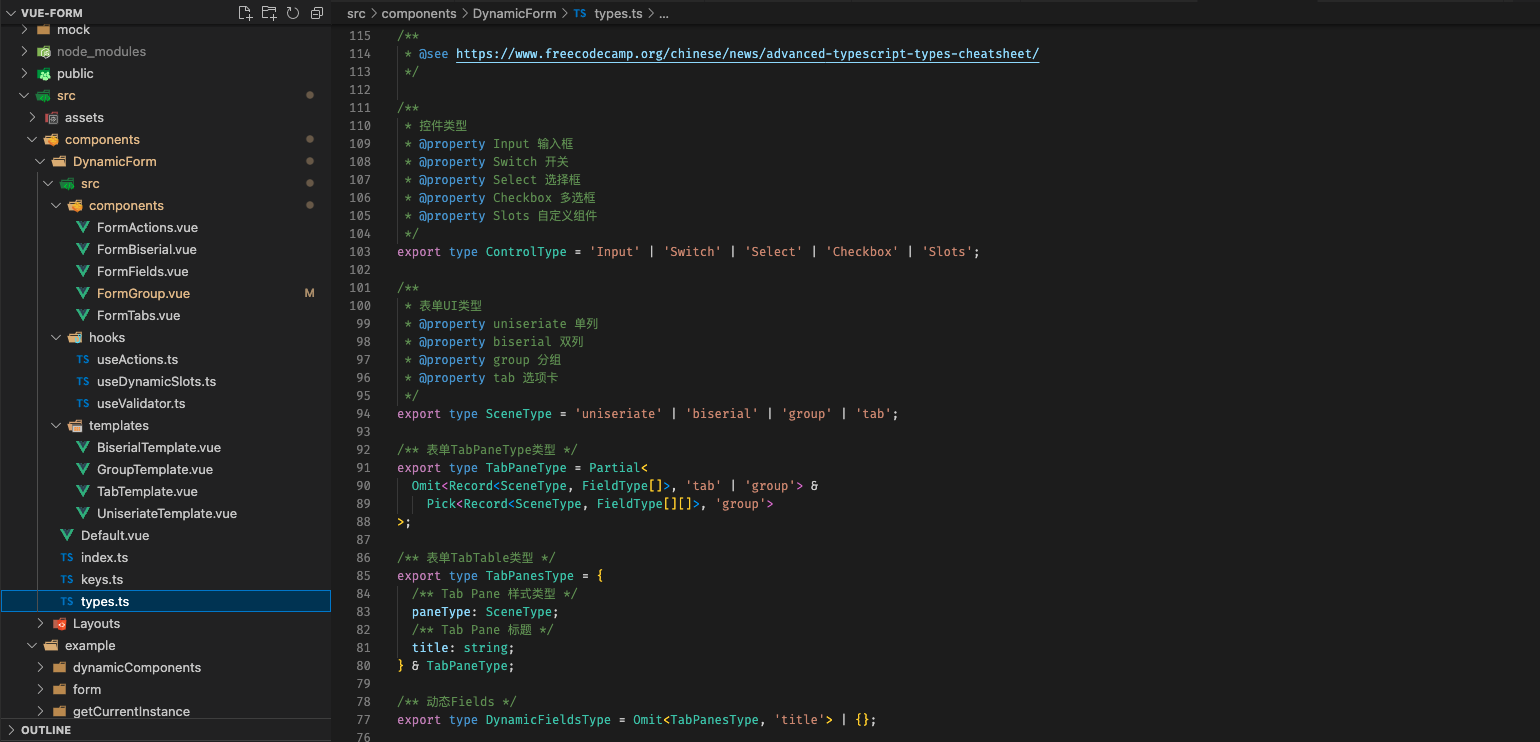 VUE-FORM
mock
node_modules
public
src
assets
components
DynamicForm
src
components
FormActions.vue
FormBiserial.vue
FormFields.vue
FormGroup.vue M
FormTabs.vue
hooks
TS useActions.ts
TS useDynamicSlots.ts
TS useValidator.ts
templates
BiserialTemplate.vue
GroupTemplate.vue
TabTemplate.vue
UniseriateTemplate.vue
Default.vue
TS index.ts
TS keys.ts
TS types.ts
Layouts
example
dynamicComponents
form
getCurrentInstance
OUTLINE
src > components > DynamicForm > TS types.ts > ...
115 /**
114 * @see https://www.freecodecamp.org/chinese/news/advanced-typescript-types-cheatsheet/
113 */
112
111 /**
110 * 控件类型
109 * @property Input 输入框
108 * @property Switch 开关
107 * @property Select 选择框
106 * @property Checkbox 多选框
105 * @property Slots 自定义组件
104 */
103 export type ControlType = 'Input' | 'Switch' | 'Select' | 'Checkbox' | 'Slots';
102
101 /**
100 * 表单UI类型
99 * @property uniseriate 单列
98 * @property biserial 双列
97 * @property group 分组
96 * @property tab 选项卡
95 */
94 export type SceneType = 'uniseriate' | 'biserial' | 'group' | 'tab';
93
92 /** 表单TabPaneType类型 */
91 export type TabPaneType = Partial<
90 Omit<Record<SceneType, FieldType[]>, 'tab' | 'group'> &
89 Pick<Record<SceneType, FieldType[][]>, 'group'>
88 >;
87
86 /** 表单TabTable类型 */
85 export type TabPanesType = {
84 /** Tab Pane 样式类型 */
83 paneType: SceneType;
82 /** Tab Pane 标题 */
81 title: string;
80 } & TabPaneType;
79
78 /** 动态Fields */
77 export type DynamicFieldsType = Omit<TabPanesType, 'title'> | {};
76